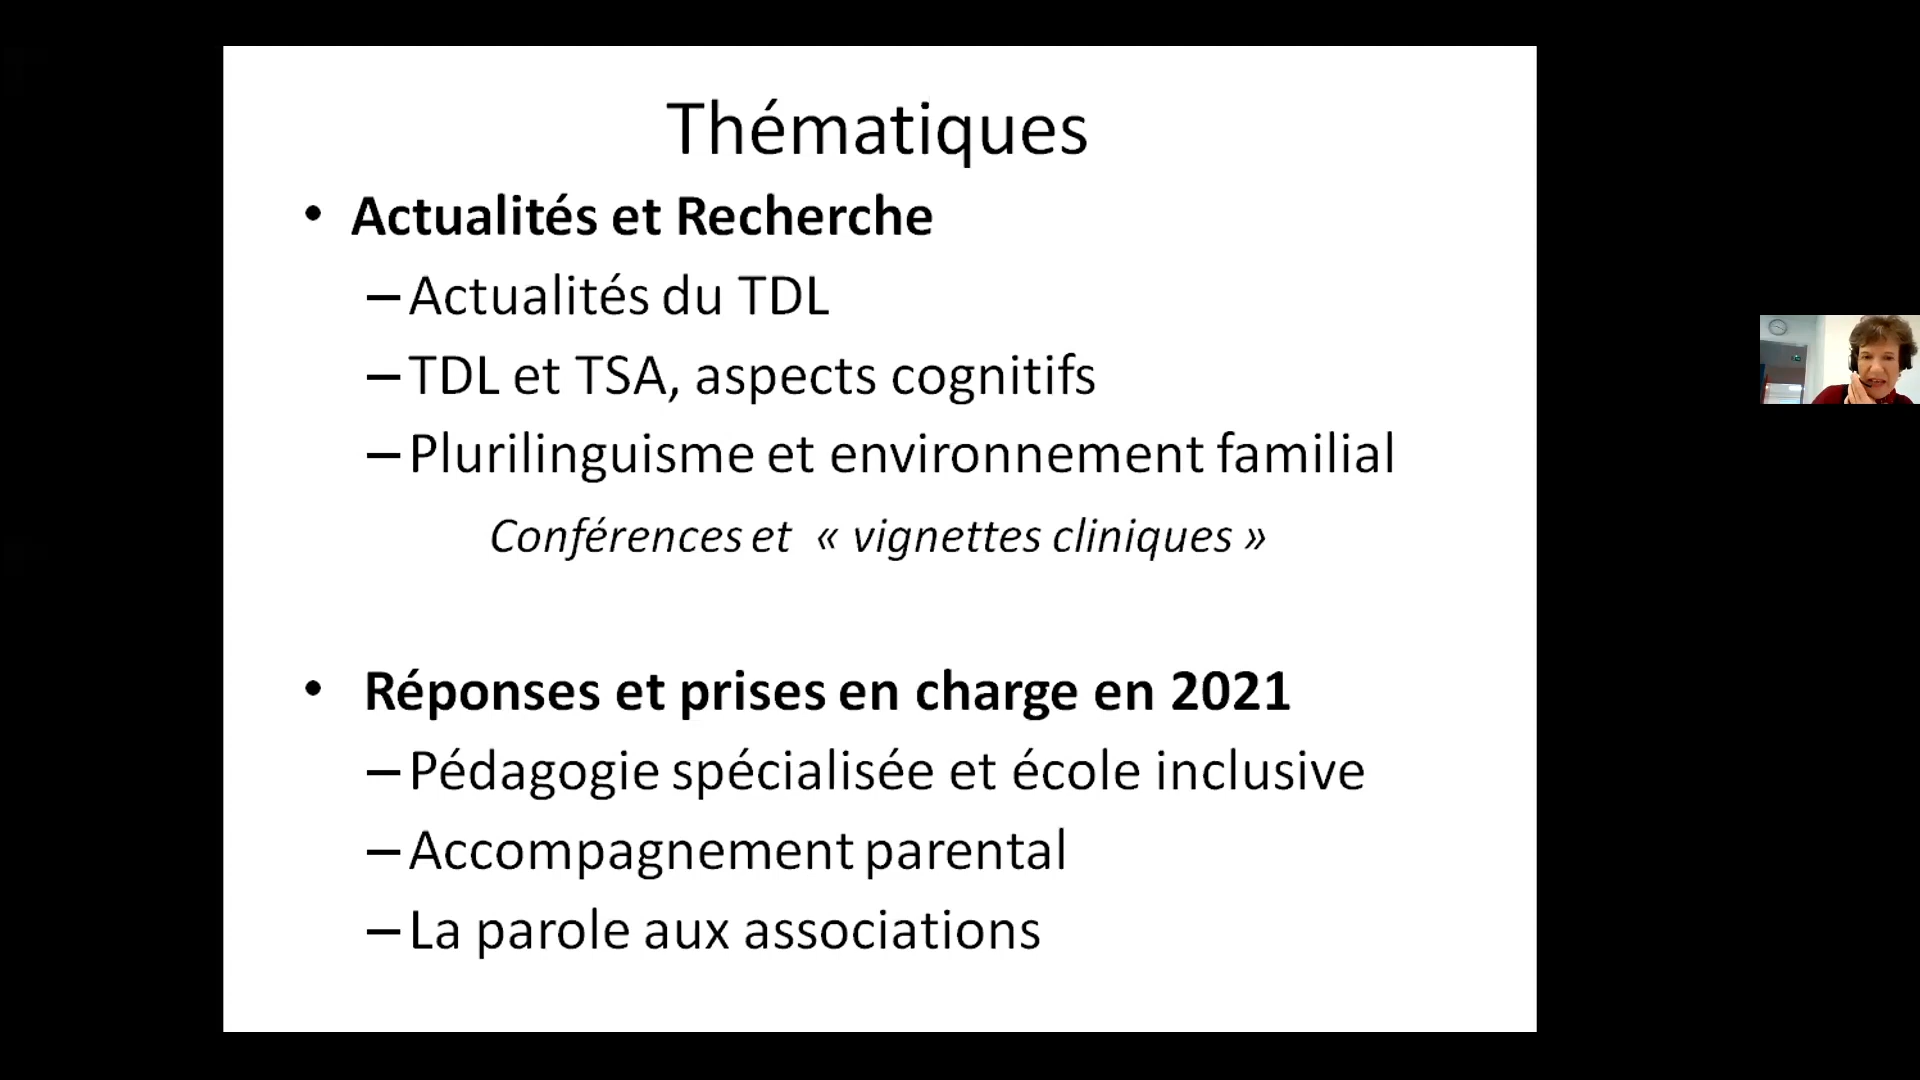 Thématiques
• Actualités et Recherche
– Actualités du TDL
– TDL et TSA, aspects cognitifs
– Plurilinguisme et environnement familial
Conférences et « vignettes cliniques »
• Réponses et prises en charge en 2021
– Pédagogie spécialisée et école inclusive
– Accompagnement parental
– La parole aux associations